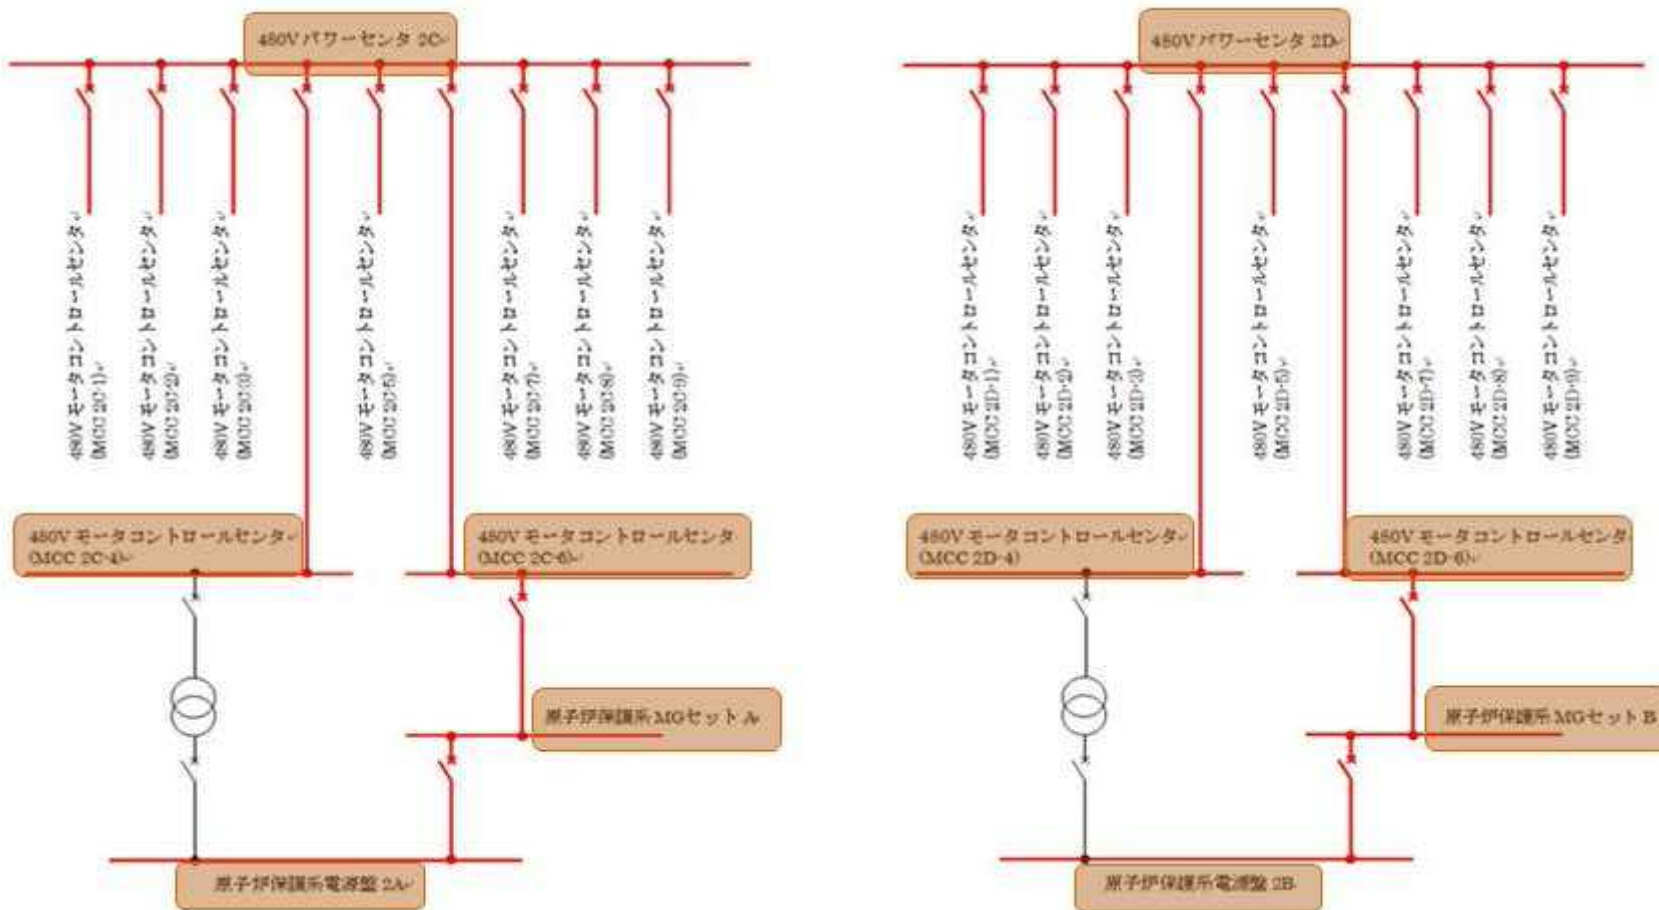 480V パワーセンタ 2C
480V パワーセンタ 2D
480V モータコントロールセンタ
(MCC 2C-1)
480V モータコントロールセンタ
(MCC 2C-2)
480V モータコントロールセンタ
(MCC 2C-3)
480V モータコントロールセンタ
(MCC 2C-5)
480V モータコントロールセンタ
(MCC 2C-7)
480V モータコントロールセンタ
(MCC 2C-8)
480V モータコントロールセンタ
(MCC 2C-9)
480V モータコントロールセンタ
(MCC 2D-1)
480V モータコントロールセンタ
(MCC 2D-2)
480V モータコントロールセンタ
(MCC 2D-3)
480V モータコントロールセンタ
(MCC 2D-5)
480V モータコントロールセンタ
(MCC 2D-7)
480V モータコントロールセンタ
(MCC 2D-8)
480V モータコントロールセンタ
(MCC 2D-9)
480V モータコントロールセンタ
(MCC 2C-4)
480V モータコントロールセンタ
(MCC 2C-6)
480V モータコントロールセンタ
(MCC 2D-4)
480V モータコントロールセンタ
(MCC 2D-6)
原子炉保護系 MGセット A
原子炉保護系 MGセット B
原子炉保護系電源盤 2A
原子炉保護系電源盤 2B